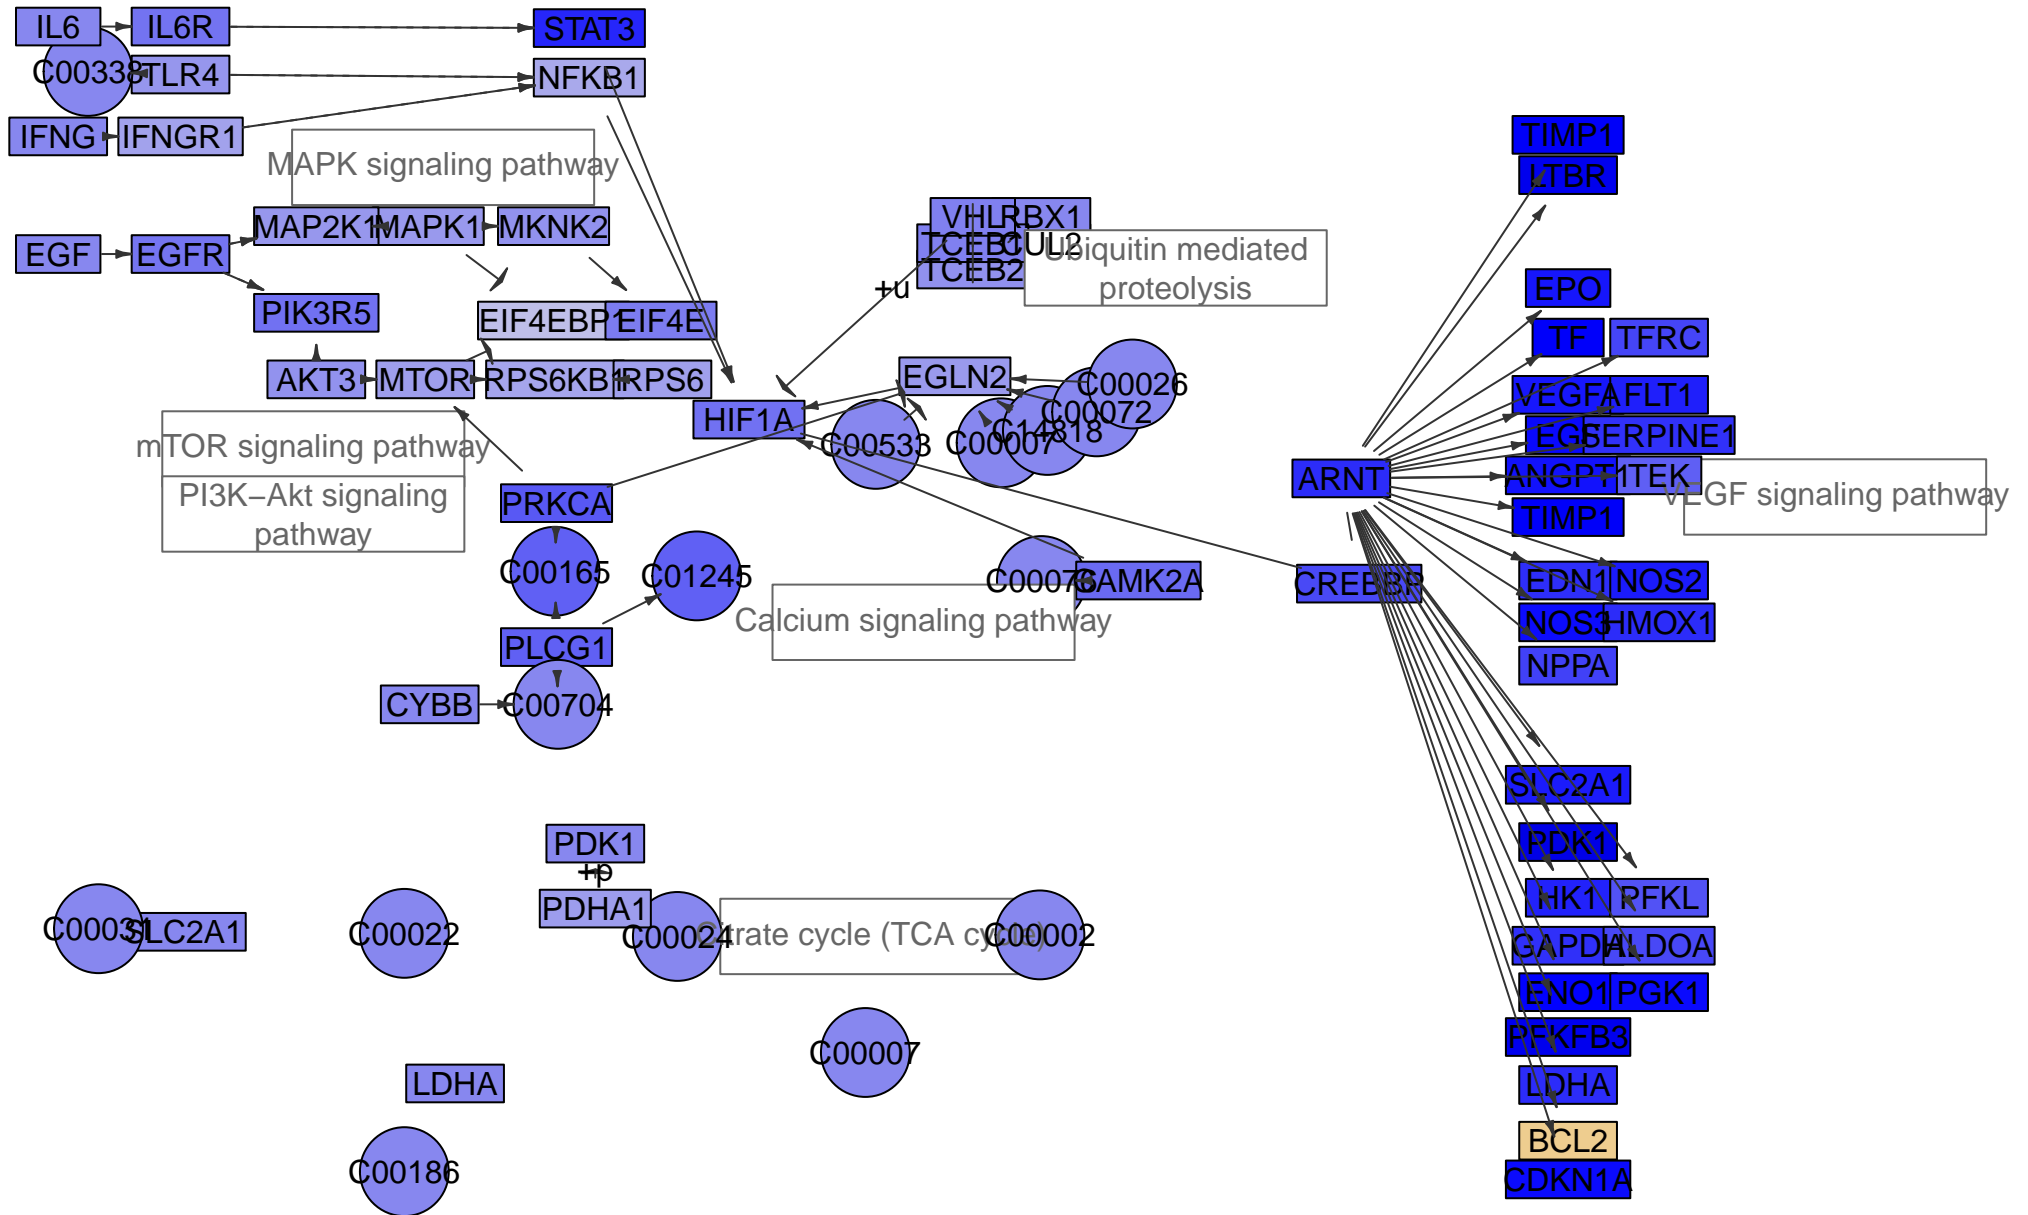 IL6
IL6R
STAT3
C00338
TLR4
NFKB1
IFNG
IFNGR1
TIMP1
MAPK signaling pathway
LTBR
MAP2K1
MAPK1
MKNK2
VHL
RBX1
EGF
EGFR
TCEB1
CUL2
Ubiquitin mediated
TCEB2
proteolysis
+u
EPO
PIK3R5
EIF4EBP1
EIF4E
TF
TFRC
AKT3
MTOR
RPS6KB1
RPS6
EGLN2
C00026
VEGFA
FLT1
HIF1A
C00072
C14818
C00533
C00007
EGF
SERPINE1
mTOR signaling pathway
ARNT
ANGPT1
TEK
PI3K–Akt signaling
pathway
VEGF signaling pathway
PRKCA
TIMP1
C00165
C01245
C00076
CAMK2A
CREBBP
EDN1
NOS2
Calcium signaling pathway
NOS3
HMOX1
PLCG1
NPPA
CYBB
C00704
SLC2A1
PDK1
PDK1
+p
HK1
PFKL
PDHA1
C00031
SLC2A1
C00022
C00024
Citrate cycle (TCA cycle)
C00002
GAPDH
ALDOA
ENO1
PGK1
PFKFB3
C00007
LDHA
LDHA
BCL2
C00186
CDKN1A